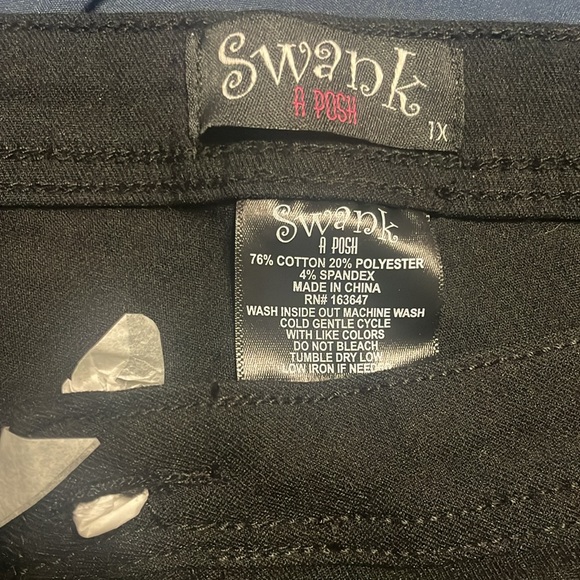 Swank
A POSH
1X
Swank
A POSH
76% COTTON 20% POLYESTER
4% SPANDEX
MADE IN CHINA
RN# 163647
WASH INSIDE OUT MACHINE WASH
COLD GENTLE CYCLE
WITH LIKE COLORS
DO NOT BLEACH
TUMBLE DRY LOW
LOW IRON IF NEEDED